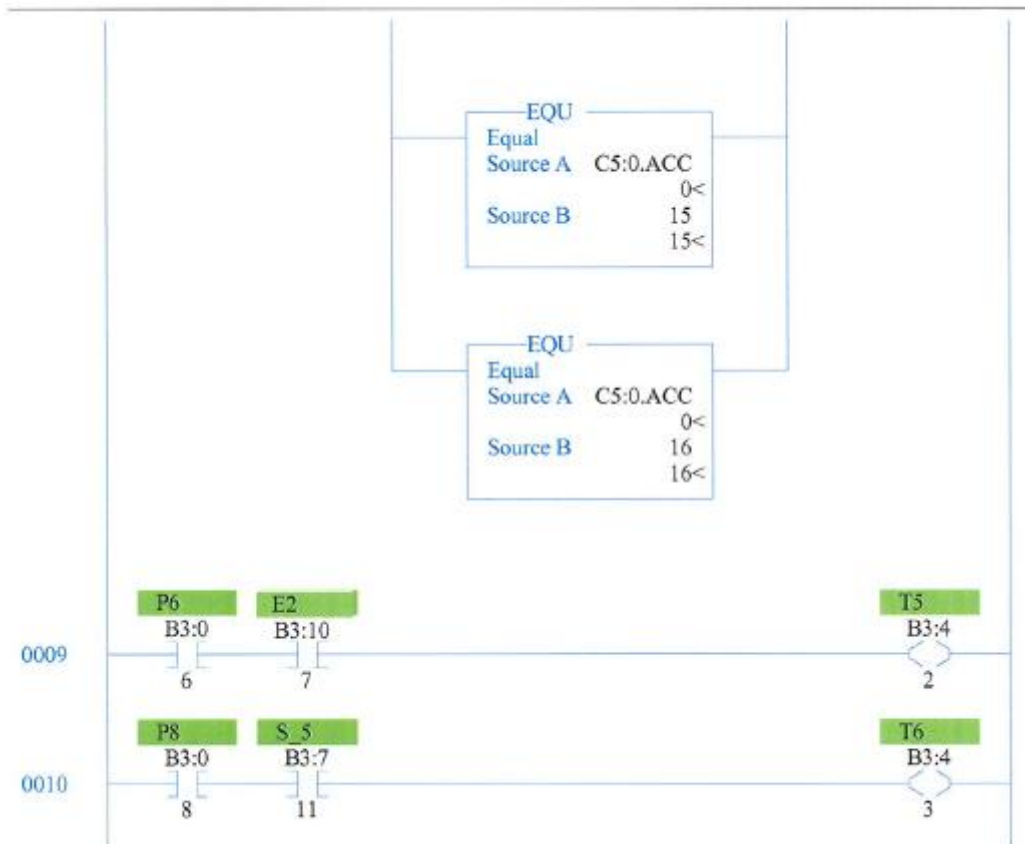 EQU
Equal
Source A C5:0.ACC
0<
Source B 15
15<
EQU
Equal
Source A C5:0.ACC
0<
Source B 16
16<
P6 E2 T5
B3:0 B3:10 B3:4
0009
6 7 2
P8 S_5 T6
B3:0 B3:7 B3:4
0010
8 11 3